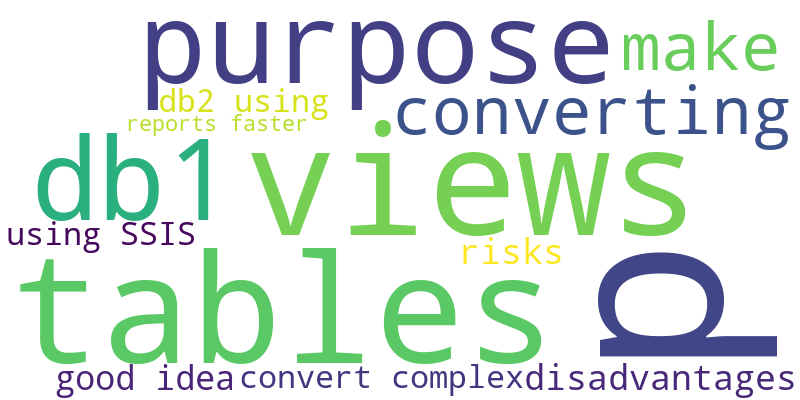 purpose
make
db2 using
converting
reports faster
db1
views
using SSIS
risks
tables
p
good idea
convert complex
disadvantages